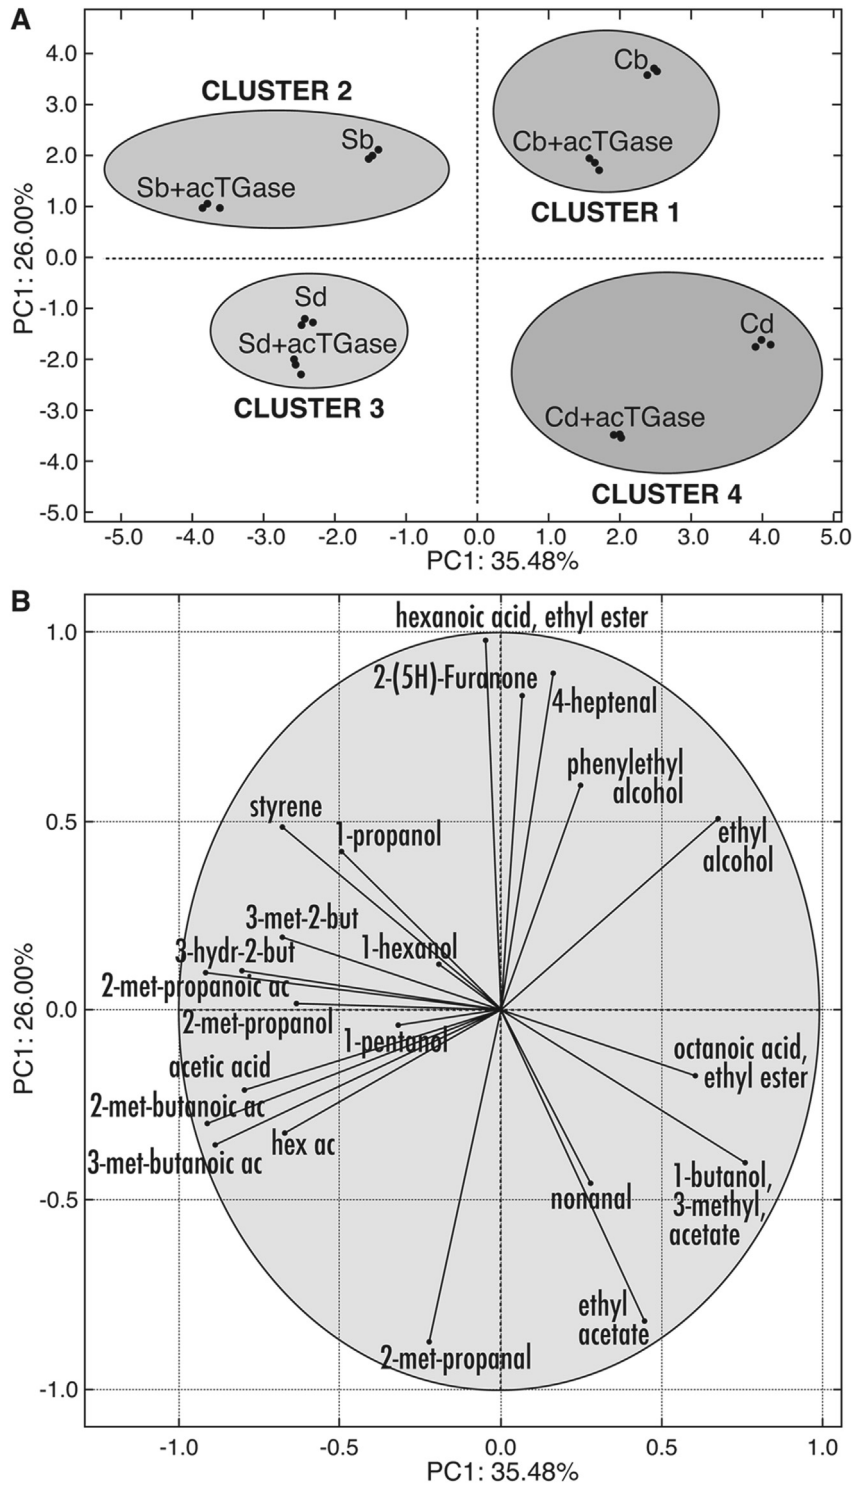 A
4.0
3.0
2.0
1.0
0.0
-1.0
-2.0
-3.0
-4.0
-5.0
PC1: 26.00%
Cb
Cb+acTGase
CLUSTER 1
CLUSTER 2
Sb
Sb+acTGase
Sd
Sd+acTGase
CLUSTER 3
Cd
Cd+acTGase
CLUSTER 4
-5.0 -4.0 -3.0 -2.0 -1.0 0.0 1.0 2.0 3.0 4.0 5.0
PC1: 35.48%
B
1.0
0.5
0.0
-0.5
-1.0
PC1: 26.00%
hexanoic acid, ethyl ester
2-(5H)-Furanone
4-heptenal
phenylethyl
alcohol
styrene
1-propanol
ethyl
alcohol
3-met-2-but
1-hexanol
3-hydr-2-but
2-met-propanoic ac
2-met-propanol
1-pentanol
acetic acid
octanoic acid,
ethyl ester
2-met-butanoic ac
hex ac
3-met-butanoic ac
1-butanol,
3-methyl,
acetate
nonanal
ethyl
acetate
2-met-propanal
-1.0 -0.5 0.0 0.5 1.0
PC1: 35.48%